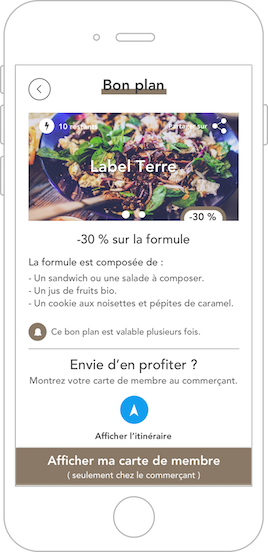 Bon plan
10 restants
Partager sur
Label Terre
-30 %
-30 % sur la formule
La formule est composée de :
- Un sandwich ou une salade à composer.
- Un jus de fruits bio.
- Un cookie aux noisettes et pépites de caramel.
Ce bon plan est valable plusieurs fois.
Envie d'en profiter ?
Montrez votre carte de membre au commerçant.
Afficher l'itinéraire
Afficher ma carte de membre
( seulement chez le commerçant )